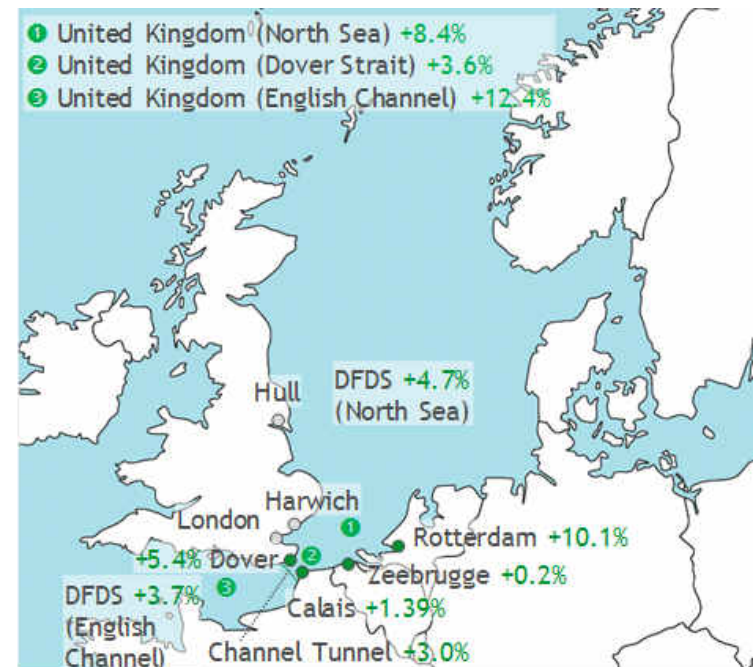 ❶ United Kingdom (North Sea) +8.4%
❷ United Kingdom (Dover Strait) +3.6%
❸ United Kingdom (English Channel) +12.4%
DFDS +4.7%
(North Sea)
Hull
Harwich
London
❶
Rotterdam +10.1%
+5.4% Dover
❷
Zeebrugge +0.2%
❸
DFDS +3.7%
(English
Channel)
Calais +1.39%
Channel Tunnel +3.0%